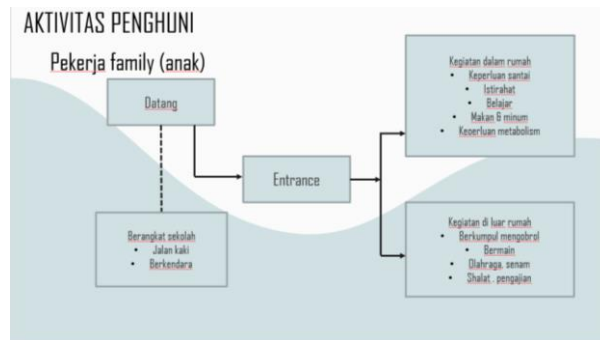 AKTIVITAS PENGHUNI
Pekerja family (anak)
Datang
Berangkat sekolah
• Jalan kaki
• Berkendara
Entrance
Kegiatan dalam rumah
• Keperluan santai
• Istirahat
• Belajar
• Makan & minum
• Keperluan metabolism
Kegiatan di luar rumah
• Berkumpul mengobrol
• Bermain
• Olahraga, senam
• Shalat , pengajian